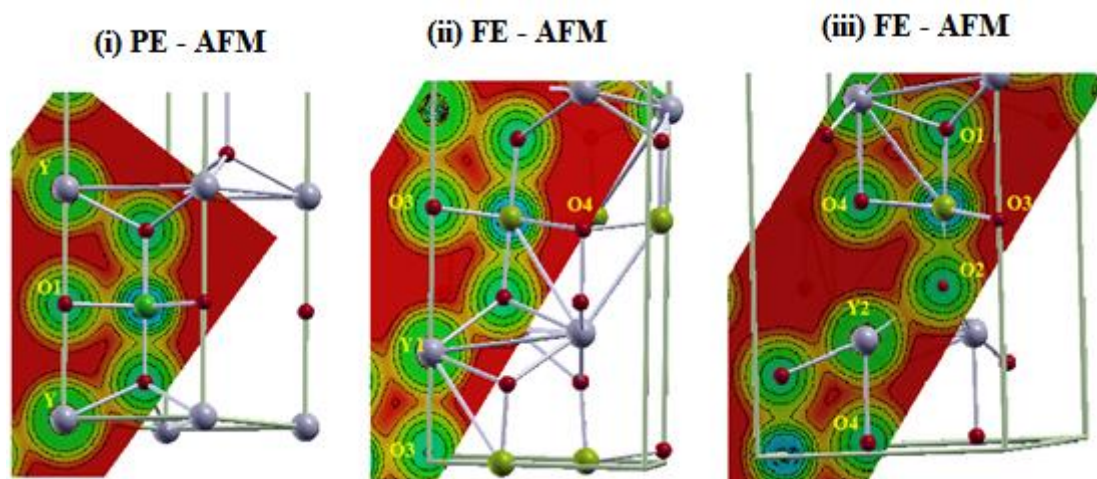 (i) PE - AFM
(ii) FE - AFM
(iii) FE - AFM
Y
O1
Y
O3
O4
Y1
O3
O1
O4
O3
O2
Y2
O4